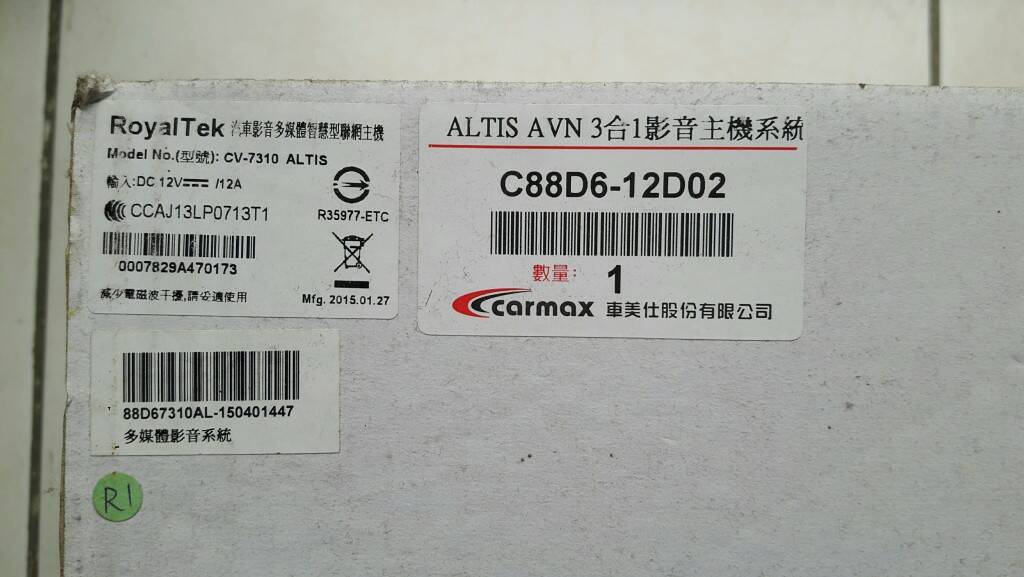 RoyalTek 汽車影音多媒體智慧型聯網主機
Model No.(型號): CV-7310 ALTIS
輸入:DC 12V /12A
CCAJ13LP0713T1
R35977-ETC
0007829A470173
減少電磁波干擾,請妥適使用
Mfg. 2015.01.27
ALTIS AVN 3合1影音主機系統
C88D6-12D02
數量: 1
carmax 車美仕股份有限公司
88D67310AL-150401447
多媒體影音系統
R1